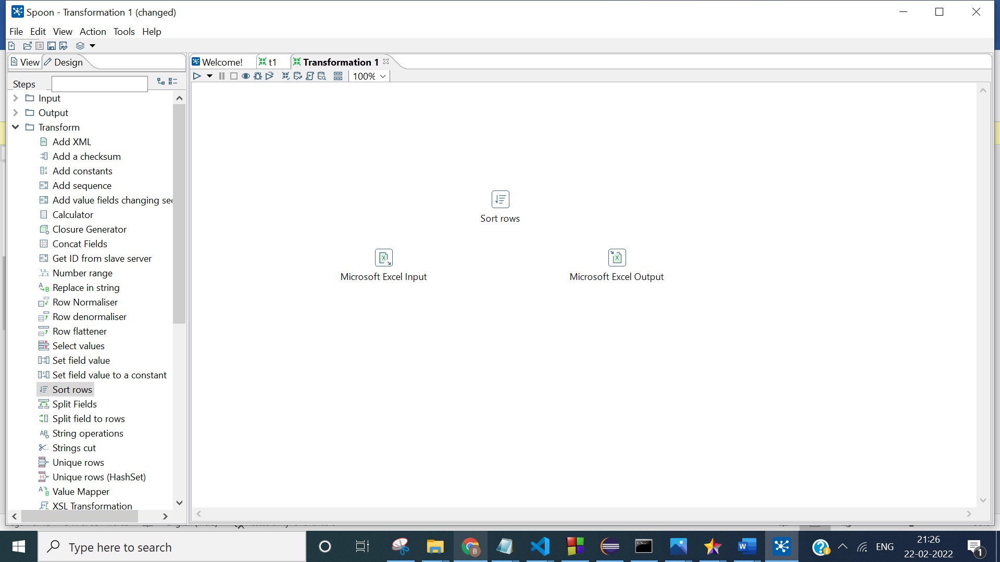 Spoon - Transformation 1 (changed)
File Edit View Action Tools Help
View Design
Welcome! t1 Transformation 1
100%
Steps
Input
Output
Transform
Add XML
Add a checksum
Add constants
Add sequence
Add value fields changing se
Calculator
Closure Generator
Concat Fields
Get ID from slave server
Number range
Replace in string
Row Normaliser
Row denormaliser
Row flattener
Select values
Set field value
Set field value to a constant
Sort rows
Split Fields
Split field to rows
String operations
Strings cut
Unique rows
Unique rows (HashSet)
Value Mapper
XSL Transformation
Sort rows
Microsoft Excel Input
Microsoft Excel Output
Type here to search
ENG
21:26
22-02-2022
1